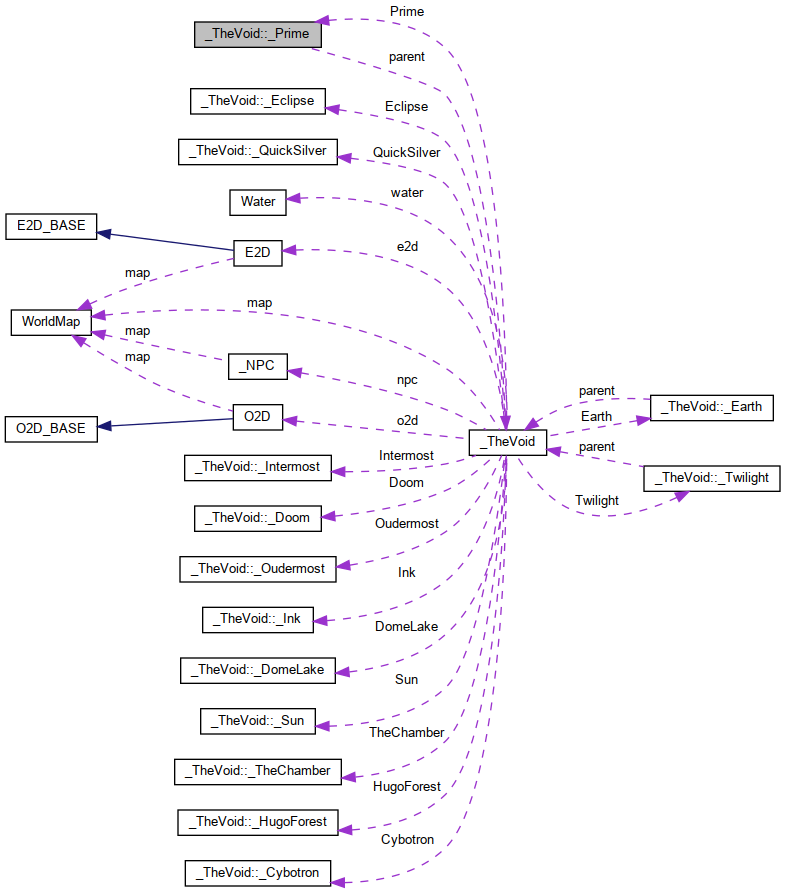 Prime
_TheVoid::_Prime
parent
_TheVoid::_Eclipse
Eclipse
_TheVoid::_QuickSilver
QuickSilver
Water
water
E2D_BASE
E2D
e2d
map
WorldMap
map
map
_NPC
map
npc
O2D
o2d
O2D_BASE
parent
_TheVoid::_Earth
Earth
_TheVoid
parent
_TheVoid::_Twilight
Twilight
_TheVoid::_Intermost
Intermost
Doom
_TheVoid::_Doom
Oudermost
_TheVoid::_Oudermost
Ink
_TheVoid::_Ink
DomeLake
_TheVoid::_DomeLake
Sun
_TheVoid::_Sun
TheChamber
_TheVoid::_TheChamber
HugoForest
_TheVoid::_HugoForest
Cybotron
_TheVoid::_Cybotron